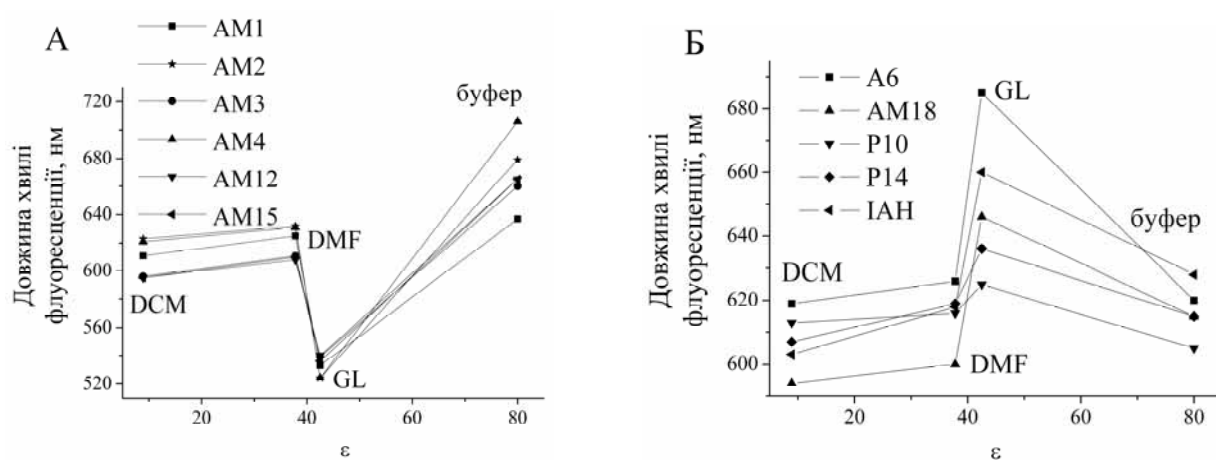 А
AM1
AM2
AM3
AM4
AM12
AM15
720
680
640
600
560
520
Довжина хвилі
флуоресценції, нм
DCM
DMF
GL
буфер
20
40
60
80
ε
Б
A6
AM18
P10
P14
IAH
680
660
640
620
600
Довжина хвилі
флуоресценції, нм
GL
буфер
DCM
DMF
20
40
60
80
ε